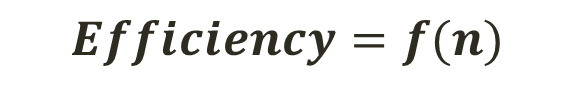 Efficiency = f(n)